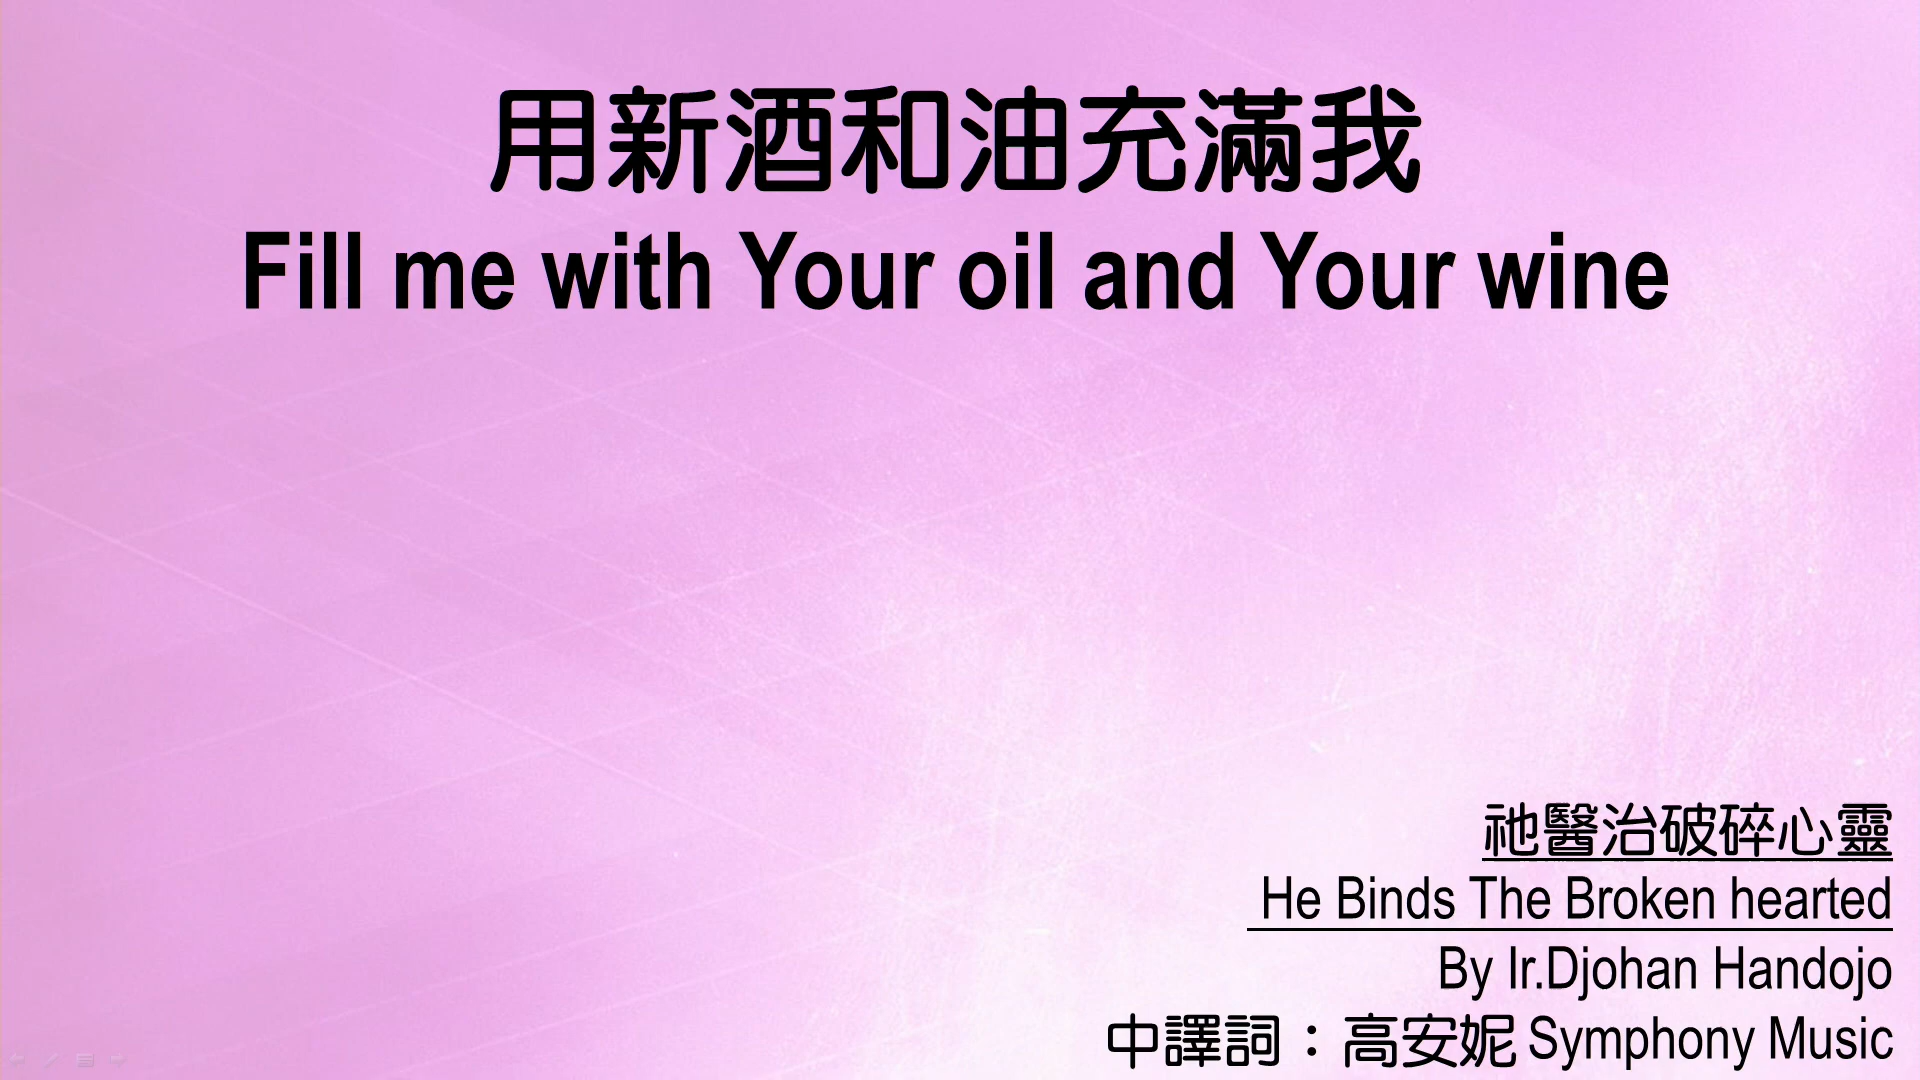 用新酒和油充滿我
Fill me with Your oil and Your wine
祂醫治破碎心靈
He Binds The Broken hearted
By Ir.Djohan Handojo
中譯詞：高安妮 Symphony Music